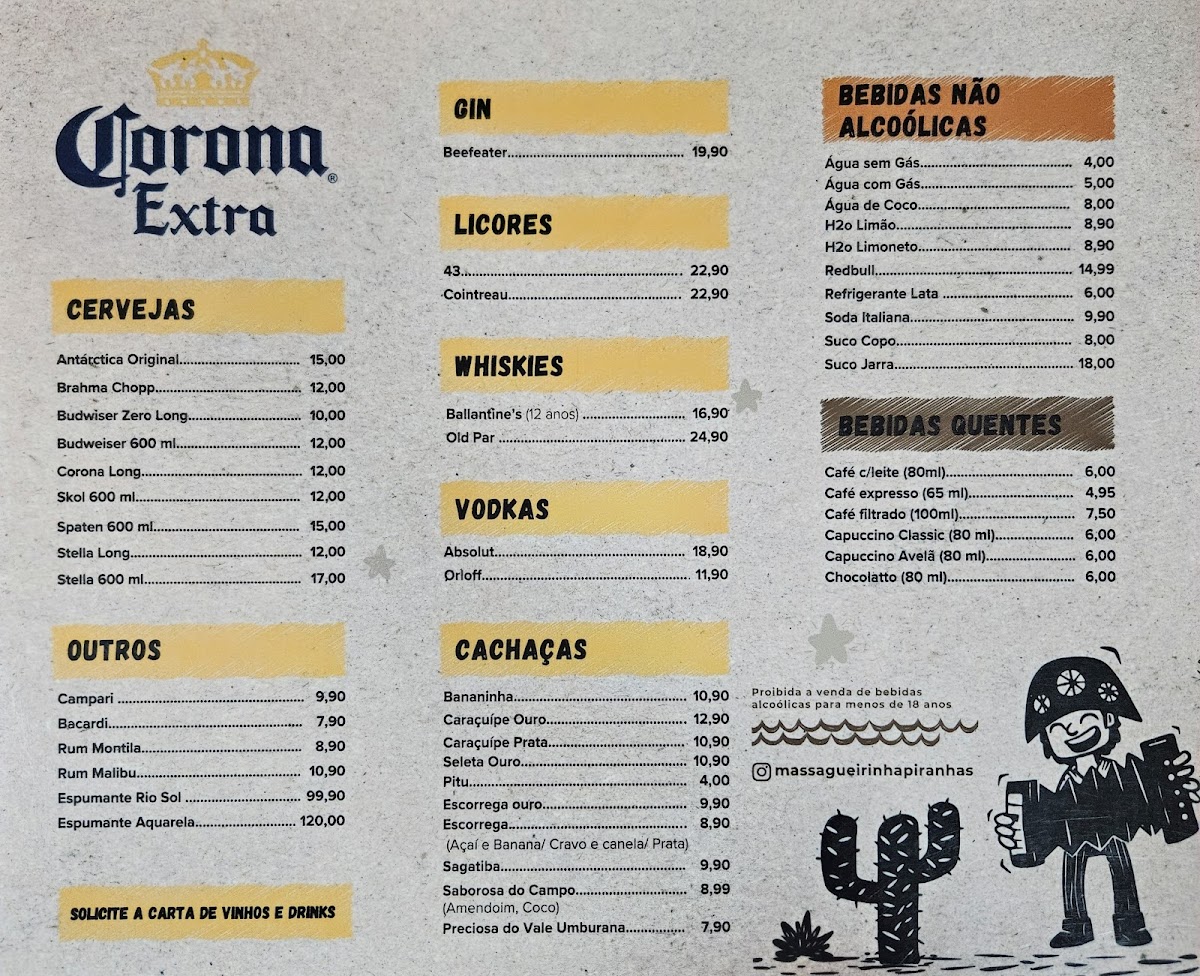 Corona®
Extra
CERVEJAS
Antárctica Original........ 15,00
Brahma Chopp........ 12,00
Budwiser Zero Long........ 10,00
Budweiser 600 ml........ 12,00
Corona Long........ 12,00
Skol 600 ml........ 12,00
Spaten 600 ml........ 15,00
Stella Long........ 12,00
Stella 600 ml........ 17,00
OUTROS
Campari ........ 9,90
Bacardi........ 7,90
Rum Montila........ 8,90
Rum Malibu........ 10,90
Espumante Rio Sol ........ 99,90
Espumante Aquarela........ 120,00
SOLICITE A CARTA DE VINHOS E DRINKS
GIN
Beefeater........ 19,90
LICORES
43........ 22,90
Cointreau........ 22,90
WHISKIES
Ballantine's (12 anos) ........ 16,90
Old Par ........ 24,90
VODKAS
Absolut........ 18,90
Orloff........ 11,90
CACHAÇAS
Bananinha........ 10,90
Caraçuípe Ouro........ 12,90
Caraçuípe Prata........ 10,90
Seleta Ouro........ 10,90
Pitu........ 4,00
Escorrega ouro........ 9,90
Escorrega........ 8,90
(Açaí e Banana/ Cravo e canela/ Prata)
Sagatiba........ 9,90
Saborosa do Campo........ 8,99
(Amendoim, Coco)
Preciosa do Vale Umburana........ 7,90
BEBIDAS NÃO
ALCOÓLICAS
Água sem Gás........ 4,00
Água com Gás........ 5,00
Água de Coco........ 8,00
H2o Limão........ 8,90
H2o Limoneto........ 8,90
Redbull........ 14,99
Refrigerante Lata ........ 6,00
Soda Italiana........ 9,90
Suco Copo........ 8,00
Suco Jarra........ 18,00
BEBIDAS QUENTES
Café c/leite (80ml)........ 6,00
Café expresso (65 ml)........ 4,95
Café filtrado (100ml)........ 7,50
Capuccino Classic (80 ml)........ 6,00
Capuccino Avelã (80 ml)........ 6,00
Chocolatto (80 ml)........ 6,00
Proibida a venda de bebidas
alcoólicas para menos de 18 anos
massagueirinhapiranhas